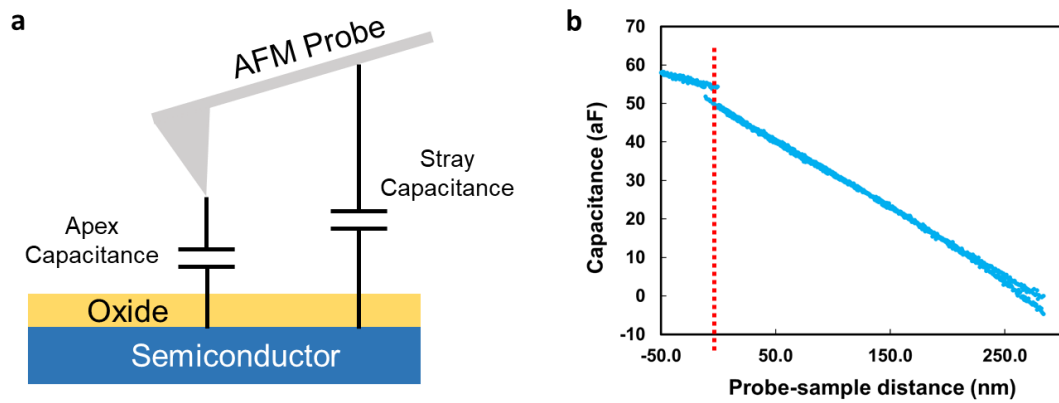 a
AFM Probe
Stray
Capacitance
Apex
Capacitance
Oxide
Semiconductor
b
Capacitance (aF)
70
60
50
40
30
20
10
0
-10
-50.0 50.0 150.0 250.0
Probe-sample distance (nm)